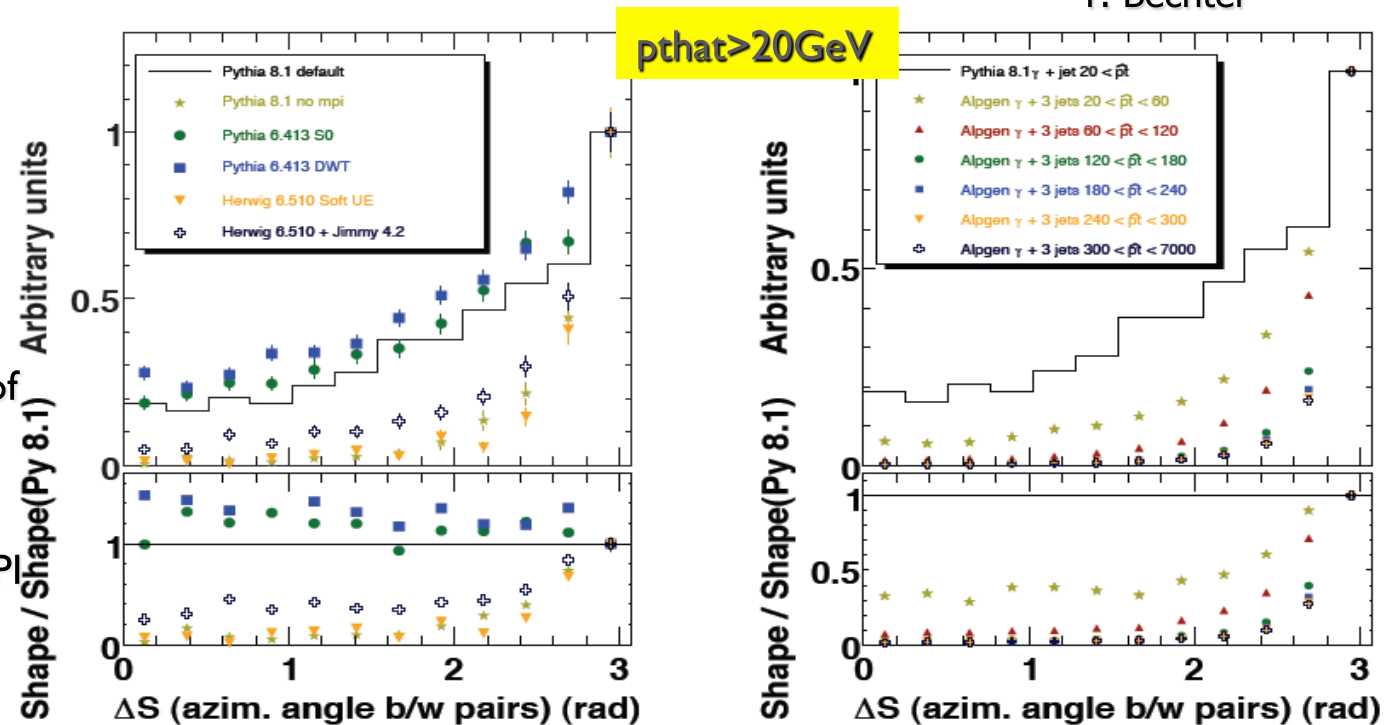 pthat>20GeV
Pythia 8.1 default
Pythia 8.1 no mpi
Pythia 6.413 S0
Pythia 6.413 DWT
Herwig 6.510 Soft UE
Herwig 6.510 + Jimmy 4.2
Arbitrary units
1
0.5
0
Shape / Shape(Py 8.1)
1
0
0 1 2 3
ΔS (azim. angle b/w pairs) (rad)
Pythia 8.1 γ + jet 20 < p̂t
Alpgen γ + 3 jets 20 < p̂t < 60
Alpgen γ + 3 jets 60 < p̂t < 120
Alpgen γ + 3 jets 120 < p̂t < 180
Alpgen γ + 3 jets 180 < p̂t < 240
Alpgen γ + 3 jets 240 < p̂t < 300
Alpgen γ + 3 jets 300 < p̂t < 7000
Arbitrary units
0.5
0
Shape / Shape(Py 8.1)
1
0.5
0
0 1 2 3
ΔS (azim. angle b/w pairs) (rad)
of